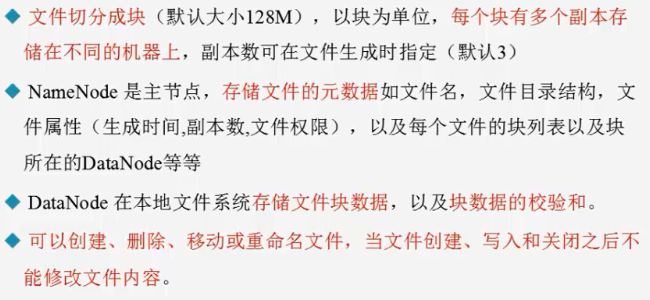 ◆ 文件切分成块（默认大小128M），以块为单位，每个块有多个副本存
储在不同的机器上，副本数可在文件生成时指定（默认3）
◆ NameNode 是主节点，存储文件的元数据如文件名，文件目录结构，文
件属性（生成时间,副本数,文件权限），以及每个文件的块列表以及块
所在的DataNode等等
◆ DataNode 在本地文件系统存储文件块数据，以及块数据的校验和。
◆ 可以创建、删除、移动或重命名文件，当文件创建、写入和关闭之后不
能修改文件内容。